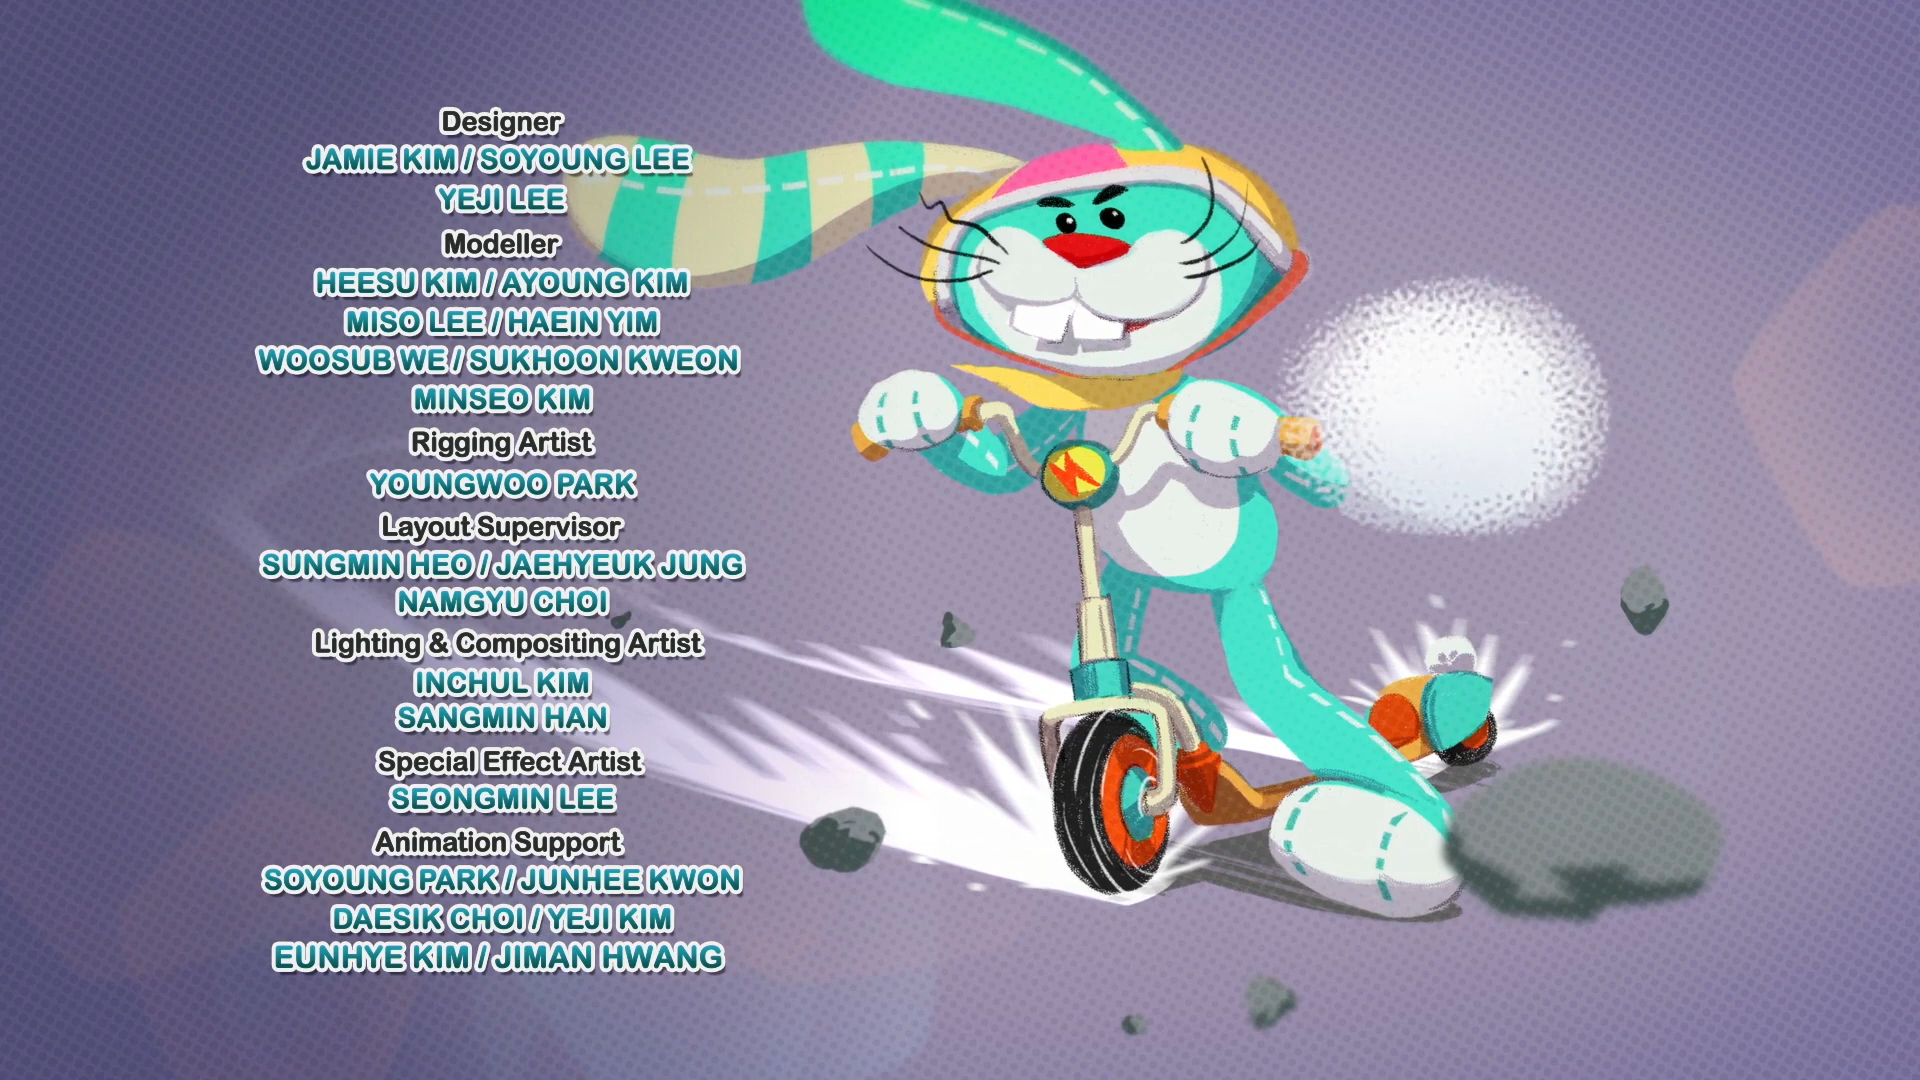 Designer
JAMIE KIM / SOYOUNG LEE
YEJI LEE
Modeller
HEESU KIM / AYOUNG KIM
MISO LEE / HAEIN YIM
WOOSUB WE / SUKHOON KWEON
MINSEO KIM
Rigging Artist
YOUNGWOO PARK
Layout Supervisor
SUNGMIN HEO / JAEHYEUK JUNG
NAMGYU CHOI
Lighting & Compositing Artist
INCHUL KIM
SANGMIN HAN
Special Effect Artist
SEONGMIN LEE
Animation Support
SOYOUNG PARK / JUNHEE KWON
DAESIK CHOI / YEJI KIM
EUNHYE KIM / JIMAN HWANG